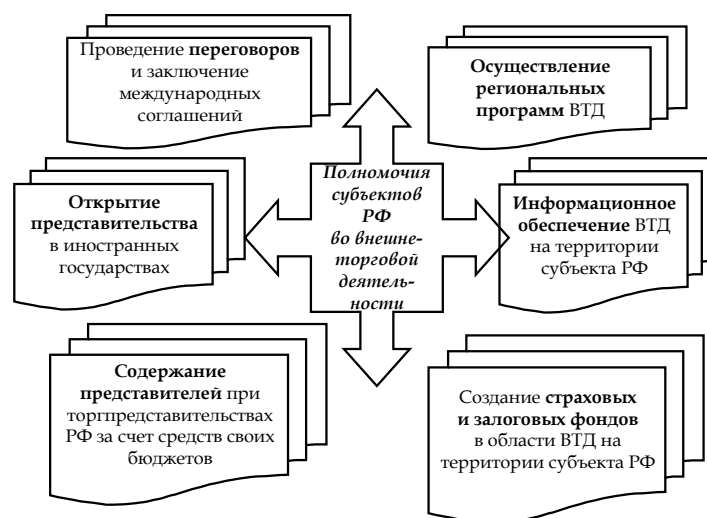 Проведение переговоров
и заключение
международных
соглашений
Осуществление
региональных
программ ВТД
Открытие
представительства
в иностранных
государствах
Полномочия
субъектов
РФ
во внешне-
торговой
деятель-
ности
Информационное
обеспечение ВТД
на территории
субъекта РФ
Содержание
представителей при
торгпредставительствах
РФ за счет средств своих
бюджетов
Создание страховых
и залоговых фондов
в области ВТД на
территории субъекта РФ